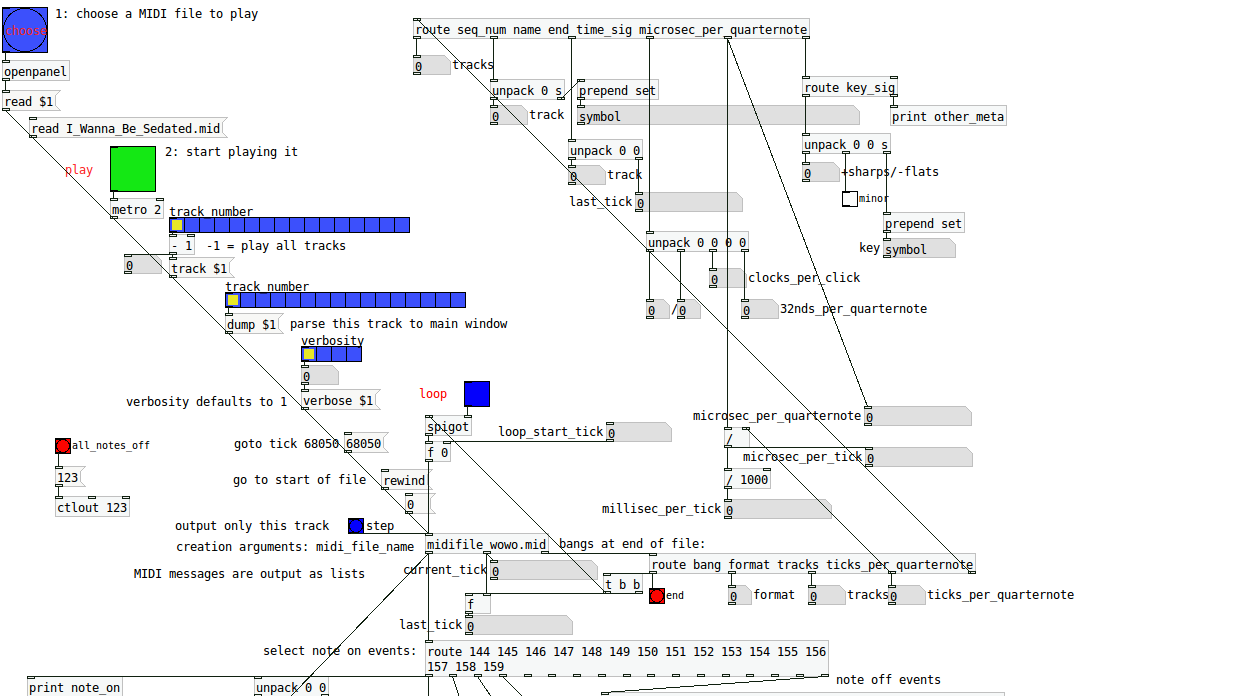 1: choose a MIDI file to play
choose
openpanel
read $1
read I_Wanna_Be_Sedated.mid
play
2: start playing it
metro 2
track_number
- 1
-1 = play all tracks
0
track $1
track_number
dump $1
parse this track to main window
verbosity
0
verbosity defaults to 1
verbose $1
loop
spigot
f 0
loop_start_tick
0
all_notes_off
123
ctlout 123
goto tick 68050
68050
go to start of file
rewind
0
output only this track
step
creation arguments: midi_file_name
midifile_wowo.mid
bangs at end of file:
MIDI messages are output as lists
current_tick
0
t b b
f
last_tick
0
select note on events:
route 144 145 146 147 148 149 150 151 152 153 154 155 156
157 158 159
print note_on
unpack 0 0
note off events
route seq_num name end_time_sig microsec_per_quarternote
0
tracks
unpack 0 s
prepend set
0
track
symbol
unpack 0 0
0
track
last_tick
0
unpack 0 0 0 0
0
clocks_per_click
0
/
0
0
32nds_per_quarternote
route key_sig
print other_meta
unpack 0 0 s
0
+sharps/-flats
minor
prepend set
key
symbol
microsec_per_quarternote
0
/
microsec_per_tick
0
/ 1000
millisec_per_tick
0
route bang format tracks ticks_per_quarternote
end
0
format
0
tracks
0
ticks_per_quarternote